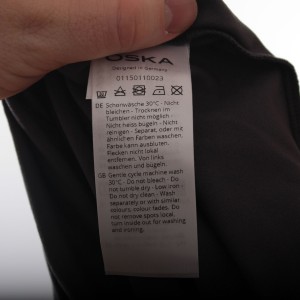 OSKA
Designed in Germany
01150110023
DE Schonwäsche 30°C - Nicht
bleichen - Trocknen im
Tumbler nicht möglich -
Nicht heiss bügeln - Nicht
reinigen - Separat, oder mit
ähnlichen Farben waschen.
Farbe kann ausbluten.
Flecken nicht lokal
entfernen. Von links
waschen und bügeln.
GB Gentle cycle machine wash
30°C - Do not bleach - Do
not tumble dry - Low iron -
Do not dry clean - Wash
separately or with similar
colours, colour fades. Do
not remove spots local.
turn inside out for washing
and ironing.